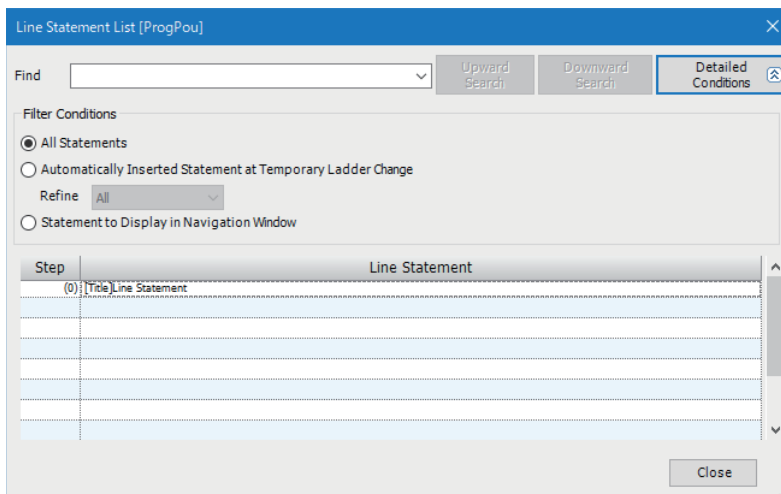 Line Statement List [ProgPou]
Find
Upward
Search
Downward
Search
Detailed
Conditions
Filter Conditions
All Statements
Automatically Inserted Statement at Temporary Ladder Change
Refine All
Statement to Display in Navigation Window
Step Line Statement
(0) [Title]Line Statement
Close